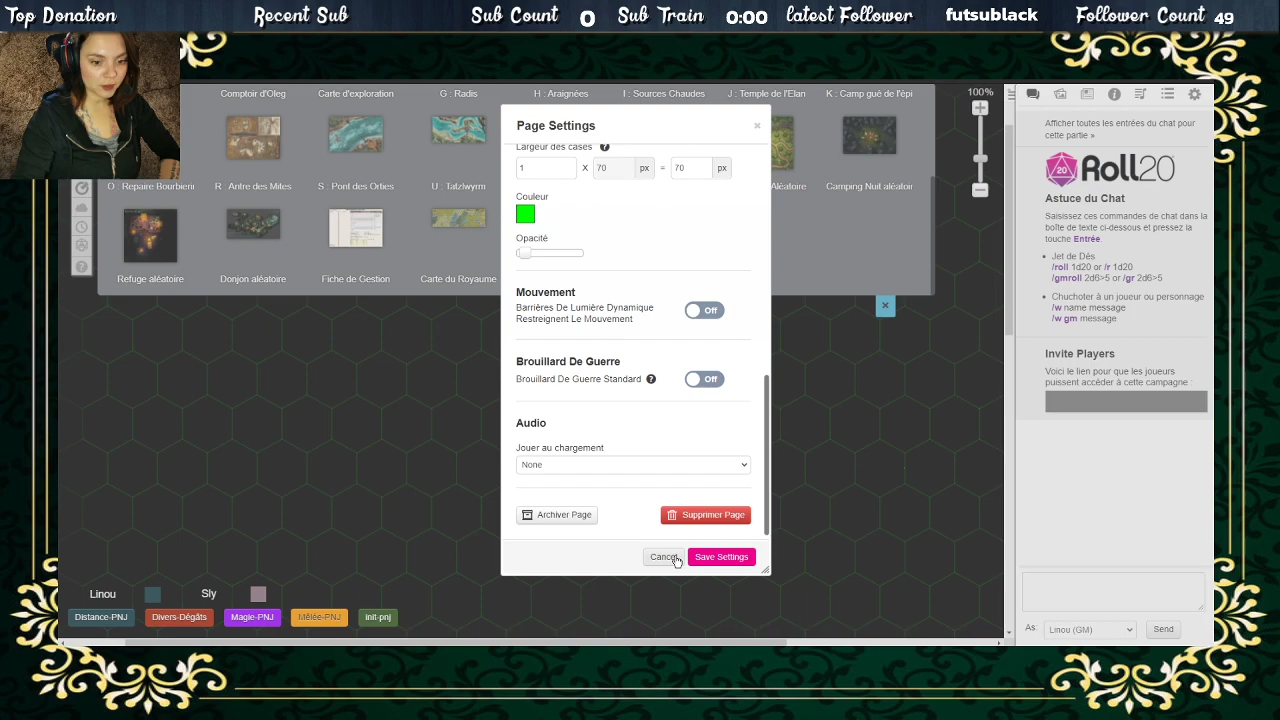 Top Donation Recent Sub Sub Count 0 Sub Train 0:00 latest Follower futsublack Follower Count 49
Comptoir d'Oleg Carte d'exploration G : Radis H : Araignées I : Sources Chaudes J : Temple de l'Elan K : Camp gué de l'épi
O : Repaire Bourbieni R : Antre des Mites S : Pont des Orties U : Tatzlwyrm Aléatoire Camping Nuit aléatoir
Refuge aléatoire Donjon aléatoire Fiche de Gestion Carte du Royaume
100%
Page Settings
Largeur des cases ?
1 X 70 px = 70 px
Couleur
Opacité
Mouvement
Barrières De Lumière Dynamique
Restreignent Le Mouvement
Off
Brouillard De Guerre
Brouillard De Guerre Standard ? Off
Audio
Jouer au chargement
None
Archiver Page Supprimer Page
Cancel Save Settings
Afficher toutes les entrées du chat pour
cette partie »
20 Roll20
Astuce du Chat
Saisissez ces commandes de chat dans la
boîte de texte ci-dessous et pressez la
touche Entrée:
• Jet de Dés
/roll 1d20 or /r 1d20
/gmroll 2d6>5 or /gr 2d6>5
• Chuchoter à un joueur ou personnage
/w name message
/w gm message
Invite Players
Voici le lien pour que les joueurs
puissent accéder à cette campagne :
As: Linou (GM) Send
Linou Sly
Distance-PNJ Divers-Dégâts Magie-PNJ Mêlée-PNJ init-pnj